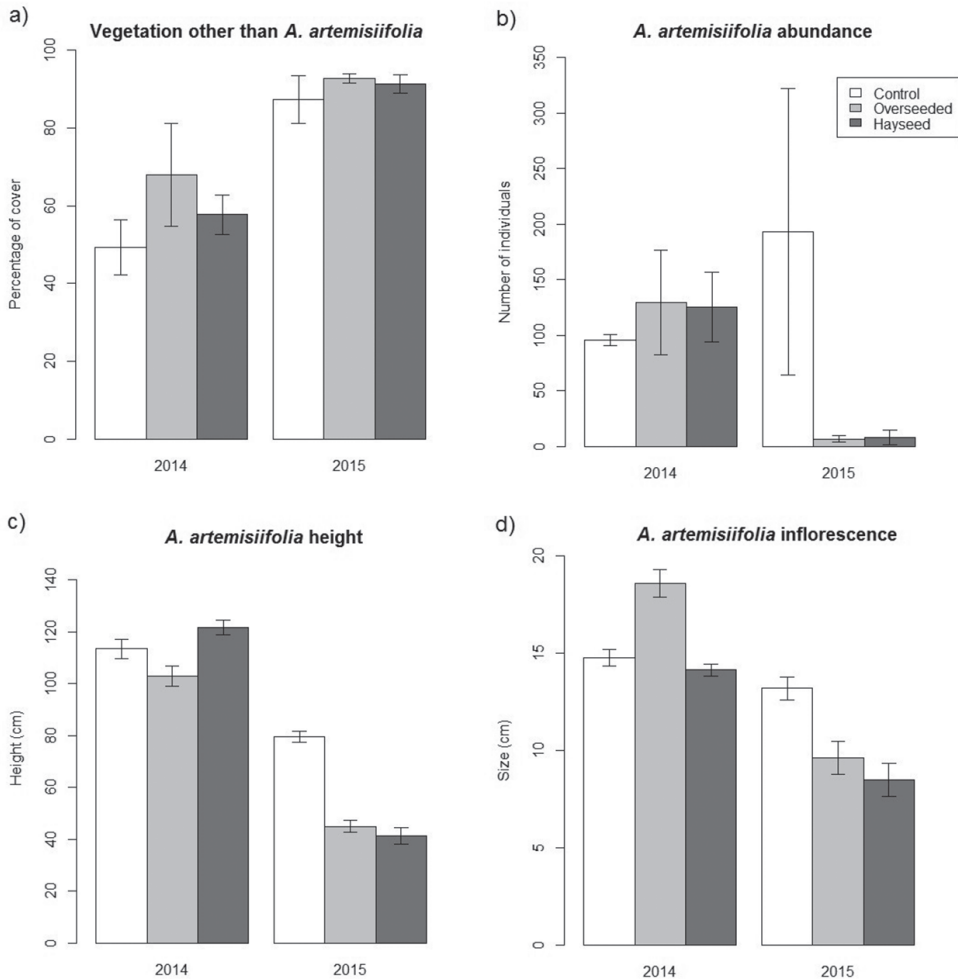 a)
Vegetation other than A. artemisiifolia
Percentage of cover
100
80
60
40
20
0
2014
2015
b)
A. artemisiifolia abundance
Number of individuals
350
300
250
200
150
100
50
0
Control
Overseeded
Hayseed
2014
2015
c)
A. artemisiifolia height
Height (cm)
140
120
100
80
60
40
20
0
2014
2015
d)
A. artemisiifolia inflorescence
Size (cm)
20
15
10
5
0
2014
2015